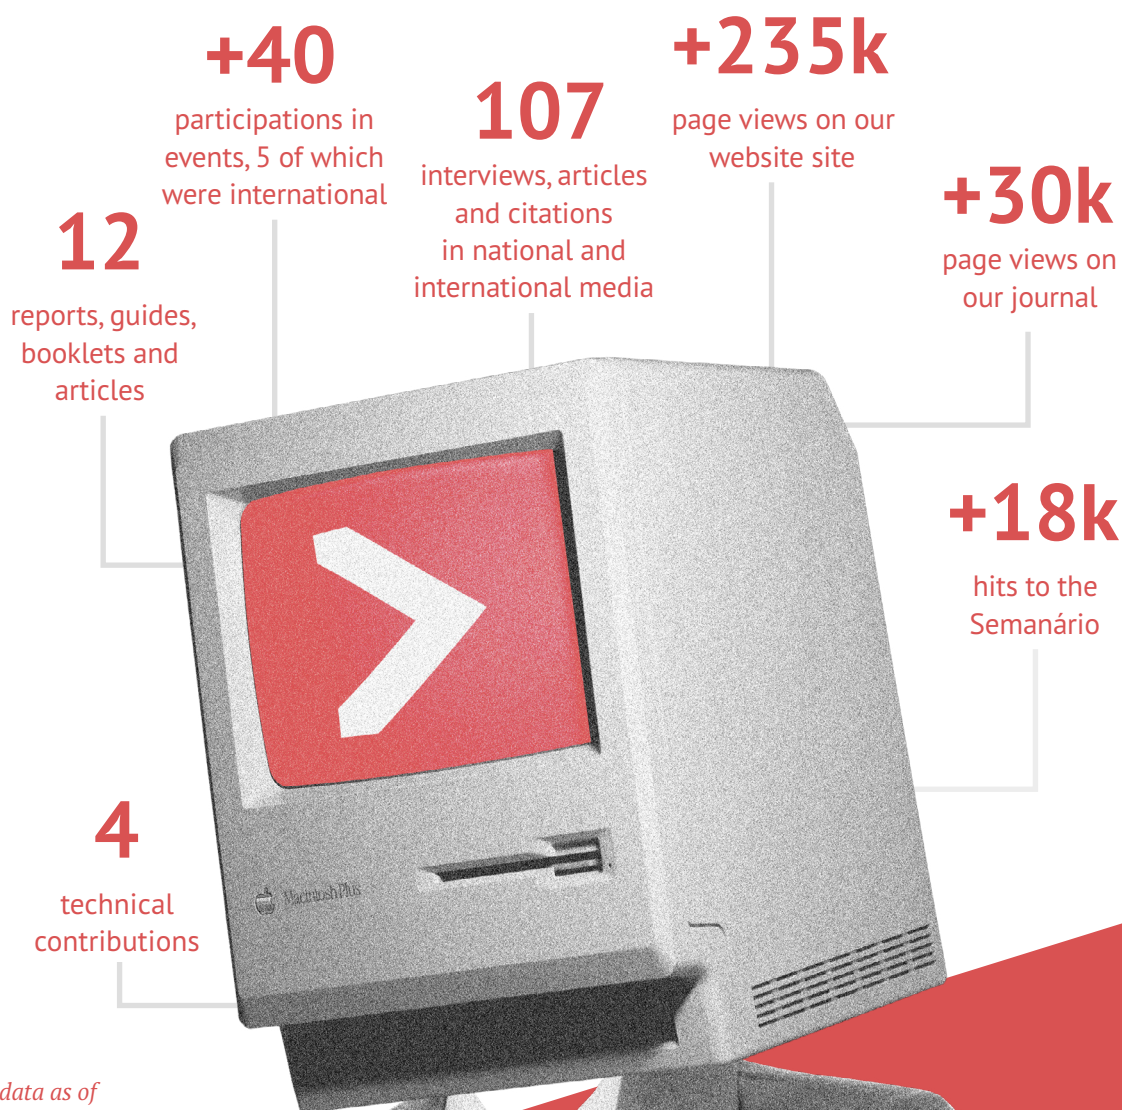 +40
participations in
events, 5 of which
were international
107
interviews, articles
and citations
in national and
international media
+235k
page views on our
website site
+30k
page views on
our journal
12
reports, guides,
booklets and
articles
+18k
hits to the
Semanário
4
technical
contributions
Macintosh Plus
data as of